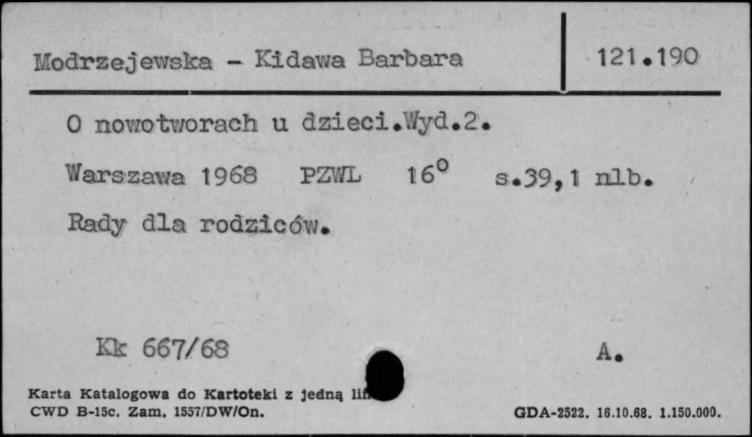 Modrzejewska - Kidawa Barbara 121.190
O nowotworach u dzieci.Wyd.2.
Warszawa 1968 PZWL 16° s.39,1 nlb.
Rady dla rodziców.
Kk 667/68 A.
Karta Katalogowa do Kartoteki z jedną
CWD B-15c. Zam. 1557/DW/On. GDA-2522. 16.10.68. 1.150.000.